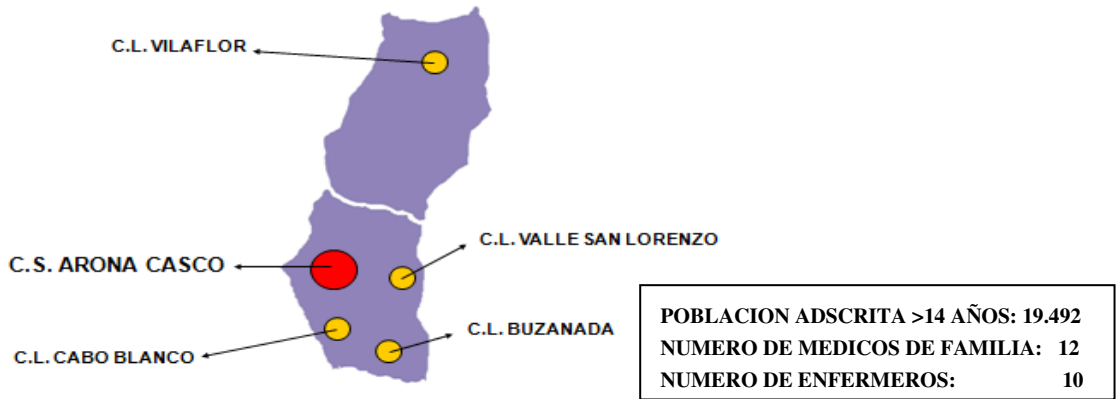 C.L. VILAFLOR
C.L. VALLE SAN LORENZO
C.S. ARONA CASCO
C.L. BUZANADA
C.L. CABO BLANCO
POBLACION ADSCRITA >14 AÑOS: 19.492
NUMERO DE MEDICOS DE FAMILIA: 12
NUMERO DE ENFERMEROS: 10